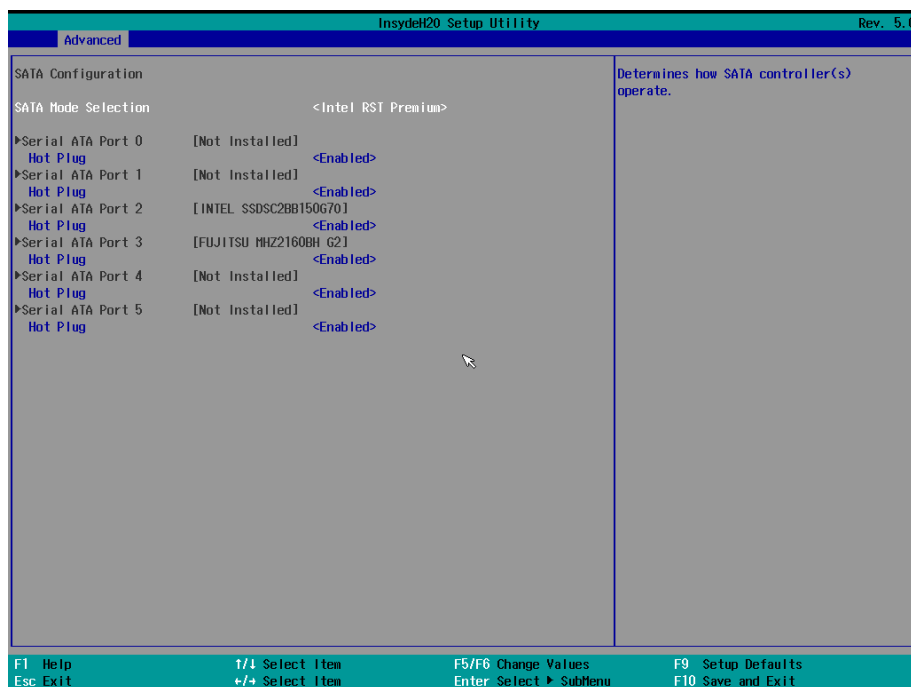 InsydeH20 Setup Utility Rev. 5.0
Advanced
SATA Configuration
Determines how SATA controller(s)
operate.
SATA Mode Selection <Intel RST Premium>
▶Serial ATA Port 0 [Not Installed]
Hot Plug <Enabled>
▶Serial ATA Port 1 [Not Installed]
Hot Plug <Enabled>
▶Serial ATA Port 2 [INTEL SSDSC2BB150G70]
Hot Plug <Enabled>
▶Serial ATA Port 3 [FUJITSU MHZ2160BH G2]
Hot Plug <Enabled>
▶Serial ATA Port 4 [Not Installed]
Hot Plug <Enabled>
▶Serial ATA Port 5 [Not Installed]
Hot Plug <Enabled>
F1 Help ↑/↓ Select Item F5/F6 Change Values F9 Setup Defaults
Esc Exit ←/→ Select Item Enter Select ▶ SubMenu F10 Save and Exit